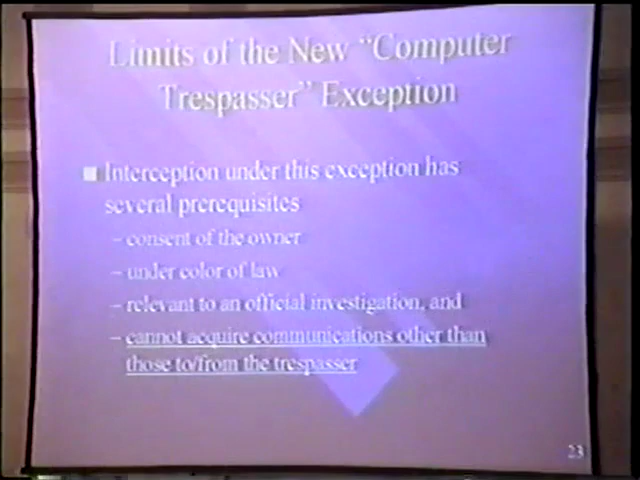 Limits of the New “Computer
Trespasser” Exception
Interception under this exception has
several prerequisites
– consent of the owner
– under color of law
– relevant to an official investigation, and
– cannot acquire communications other than
those to/from the trespasser
23